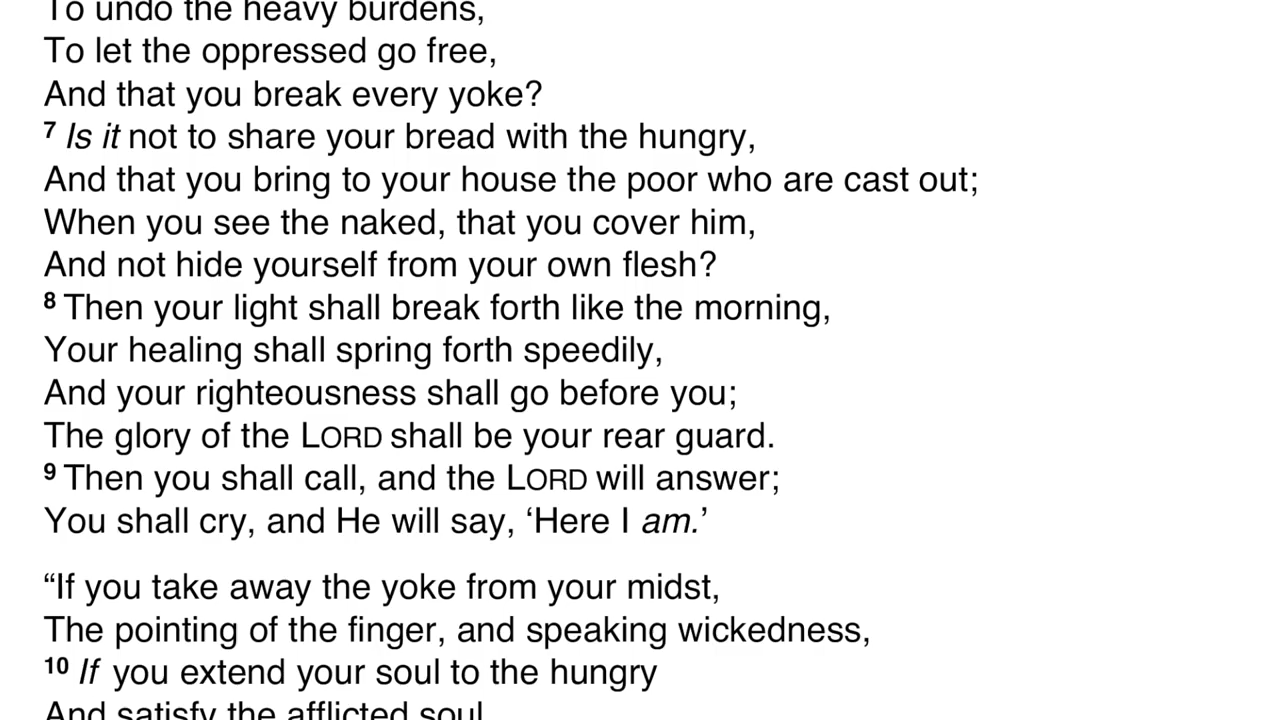 To undo the heavy burdens,
To let the oppressed go free,
And that you break every yoke?
7 Is it not to share your bread with the hungry,
And that you bring to your house the poor who are cast out;
When you see the naked, that you cover him,
And not hide yourself from your own flesh?
8 Then your light shall break forth like the morning,
Your healing shall spring forth speedily,
And your righteousness shall go before you;
The glory of the LORD shall be your rear guard.
9 Then you shall call, and the LORD will answer;
You shall cry, and He will say, ‘Here I am.’
“If you take away the yoke from your midst,
The pointing of the finger, and speaking wickedness,
10 If you extend your soul to the hungry
And satisfy the afflicted soul